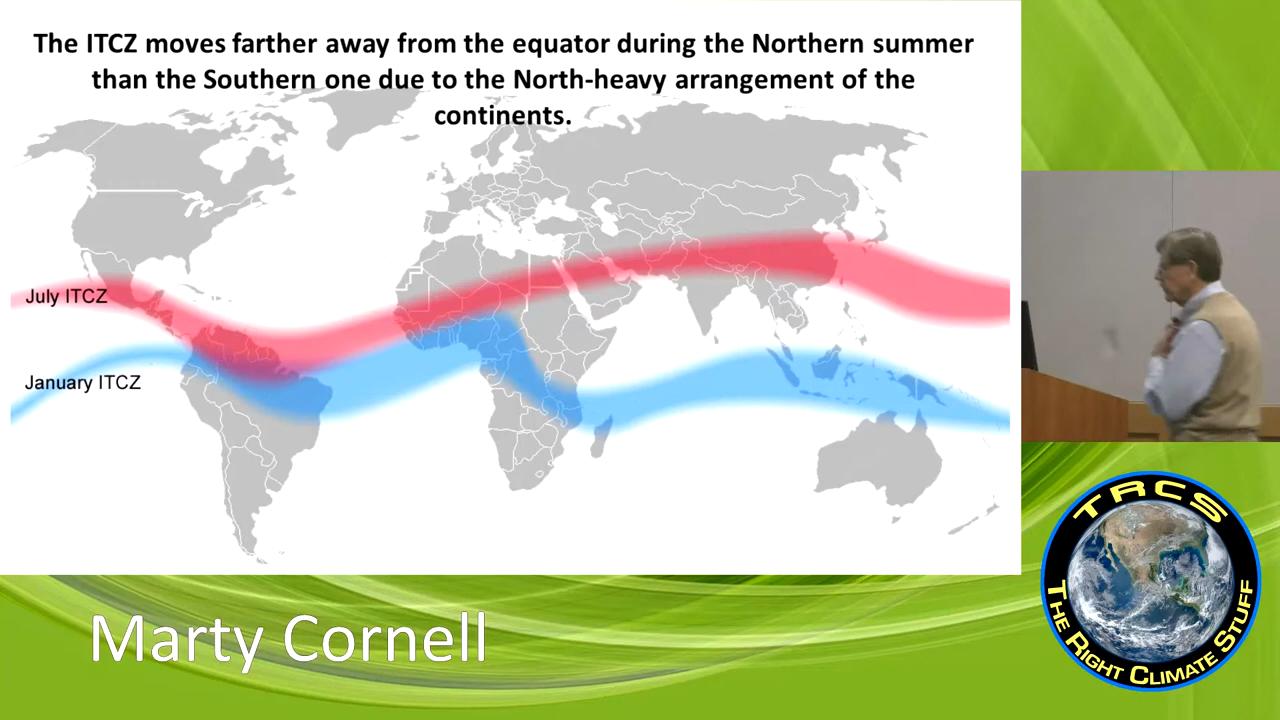 The ITCZ moves farther away from the equator during the Northern summer
than the Southern one due to the North-heavy arrangement of the
continents.
July ITCZ
January ITCZ
Marty Cornell
TRCS
THE RIGHT CLIMATE STUFF